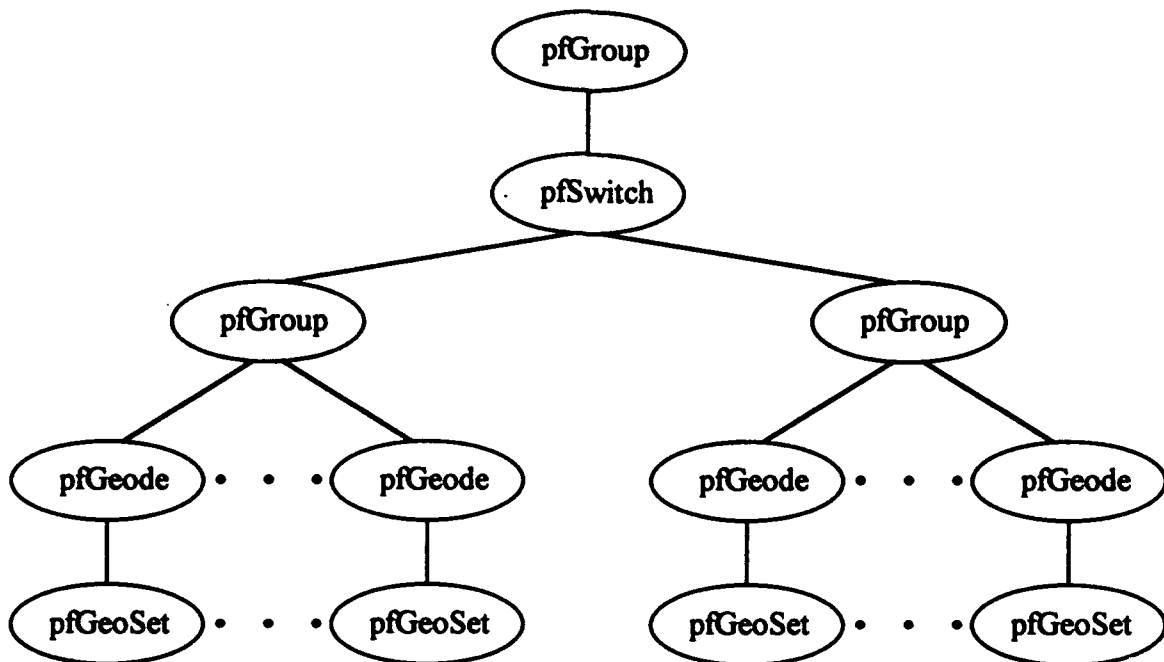 pfGroup
pfSwitch
pfGroup pfGroup
pfGeode . . . pfGeode pfGeode . . . pfGeode
pfGeoSet . . . pfGeoSet pfGeoSet . . . pfGeoSet